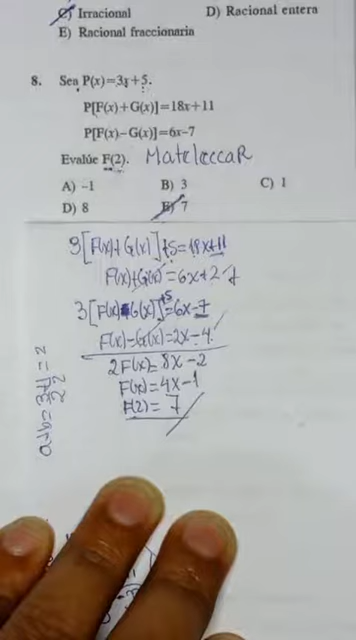 C) Irracional D) Racional entera
E) Racional fraccionaria
8. Sea P(x)=3x+5.
P[F(x)+G(x)]=18x+11
P[F(x)-G(x)]=6x-7
Evalúe F(2). MateleccaR
A) -1 B) 3 C) 1
D) 8 E) 7
3[F(x)+G(x)]+5=18x+11
F(x)+G(x)=6x+2
3[F(x)-G(x)]+5=6x-7
F(x)-G(x)=2x-4
2F(x)=8x-2
F(x)=4x-1
F(2)=7